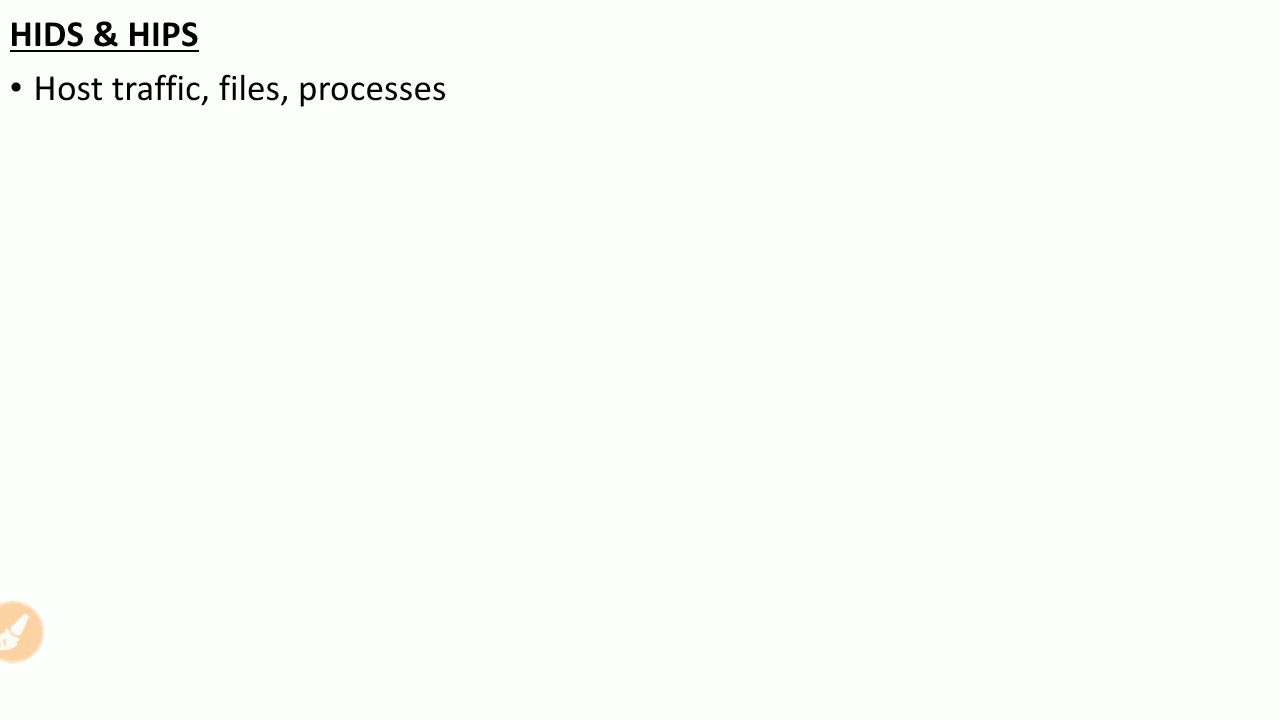 HIDS & HIPS
• Host traffic, files, processes